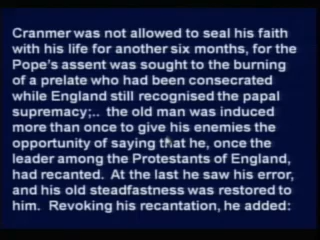 Cranmer was not allowed to seal his faith
with his life for another six months, for the
Pope's assent was sought to the burning
of a prelate who had been consecrated
while England still recognised the papal
supremacy;.. the old man was induced
more than once to give his enemies the
opportunity of saying that he, once the
leader among the Protestants of England,
had recanted. At the last he saw his error,
and his old steadfastness was restored to
him. Revoking his recantation, he added: